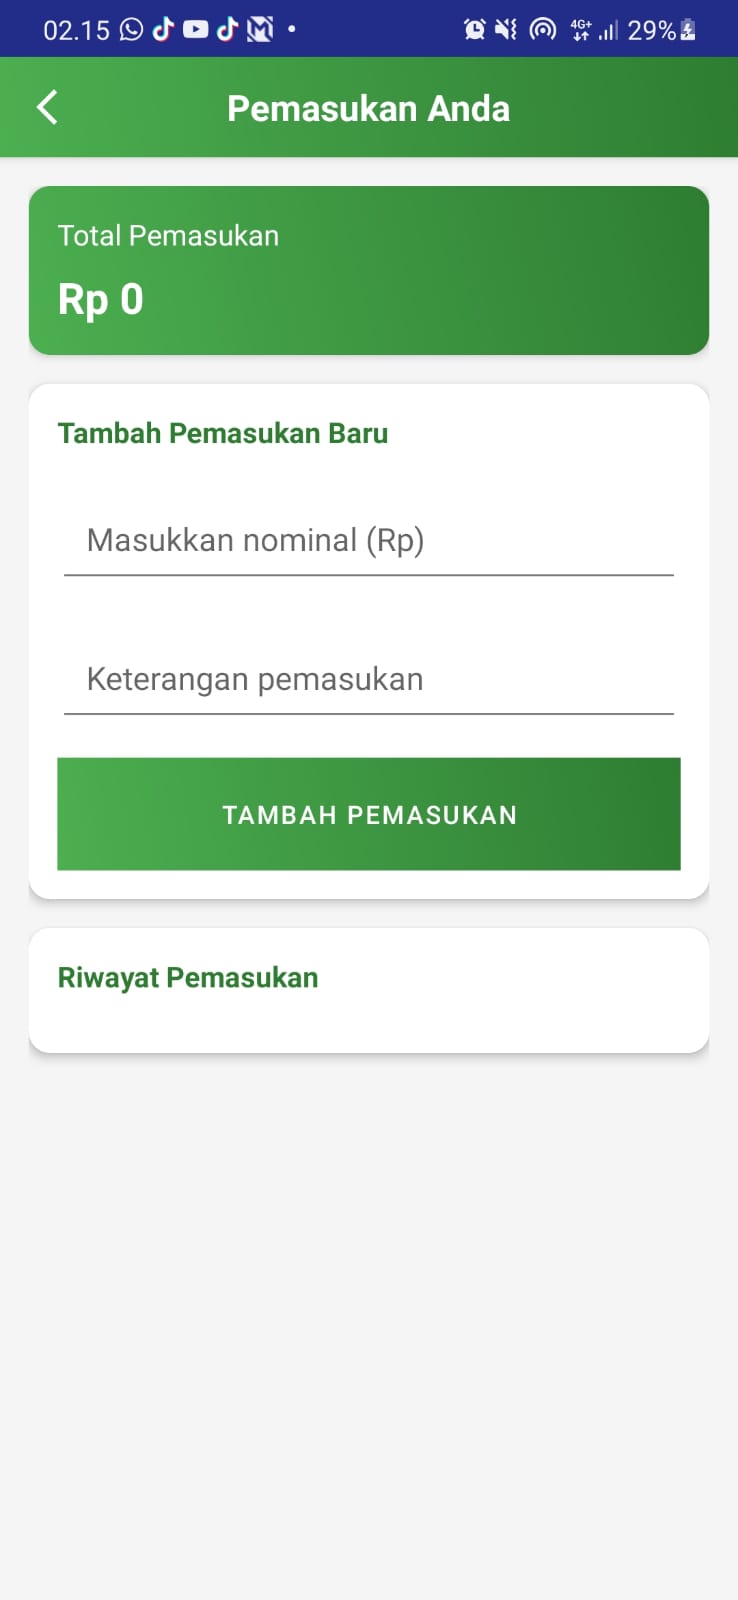 02.15
4G+ 29%
Pemasukan Anda
Total Pemasukan
Rp 0
Tambah Pemasukan Baru
Masukkan nominal (Rp)
Keterangan pemasukan
TAMBAH PEMASUKAN
Riwayat Pemasukan